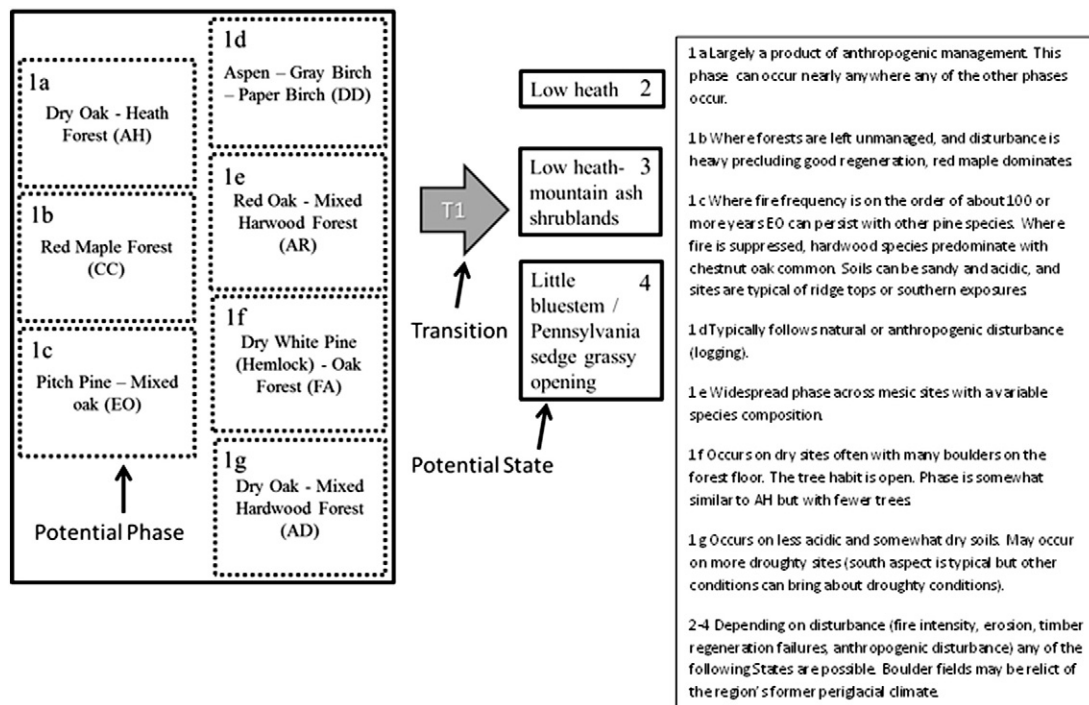 1a
Dry Oak - Heath
Forest (AH)
1b
Red Maple Forest
(CC)
1c
Pitch Pine – Mixed
oak (EO)
Potential Phase
1d
Aspen – Gray Birch
– Paper Birch (DD)
1e
Red Oak - Mixed
Harwood Forest
(AR)
1f
Dry White Pine
(Hemlock) - Oak
Forest (FA)
1g
Dry Oak - Mixed
Hardwood Forest
(AD)
T1
Transition
Low heath 2
Low heath- 3
mountain ash
shrublands
Little 4
bluestem /
Pennsylvania
sedge grassy
opening
Potential State
1a Largely a product of anthropogenic management. This
phase can occur nearly anywhere any of the other phases
occur.
1b Where forests are left unmanaged, and disturbance is
heavy precluding good regeneration, red maple dominates.
1c Where fire frequency is on the order of about 100 or
more years EO can persist with other pine species. Where
fire is suppressed, hardwood species predominate with
chestnut oak common. Soils can be sandy and acidic, and
sites are typical of ridge tops or southern exposures.
1d Typically follows natural or anthropogenic disturbance
(logging).
1e Widespread phase across mesic sites with a variable
species composition.
1f Occurs on dry sites often with many boulders on the
forest floor. The tree habit is open. Phase is somewhat
similar to AH but with fewer trees.
1g Occurs on less acidic and somewhat dry soils. May occur
on more droughty sites (south aspect is typical but other
conditions can bring about droughty conditions).
2-4 Depending on disturbance (fire intensity, erosion, timber
regeneration failures, anthropogenic disturbance) any of the
following States are possible. Boulder fields may be relict of
the region's former periglacial climate.